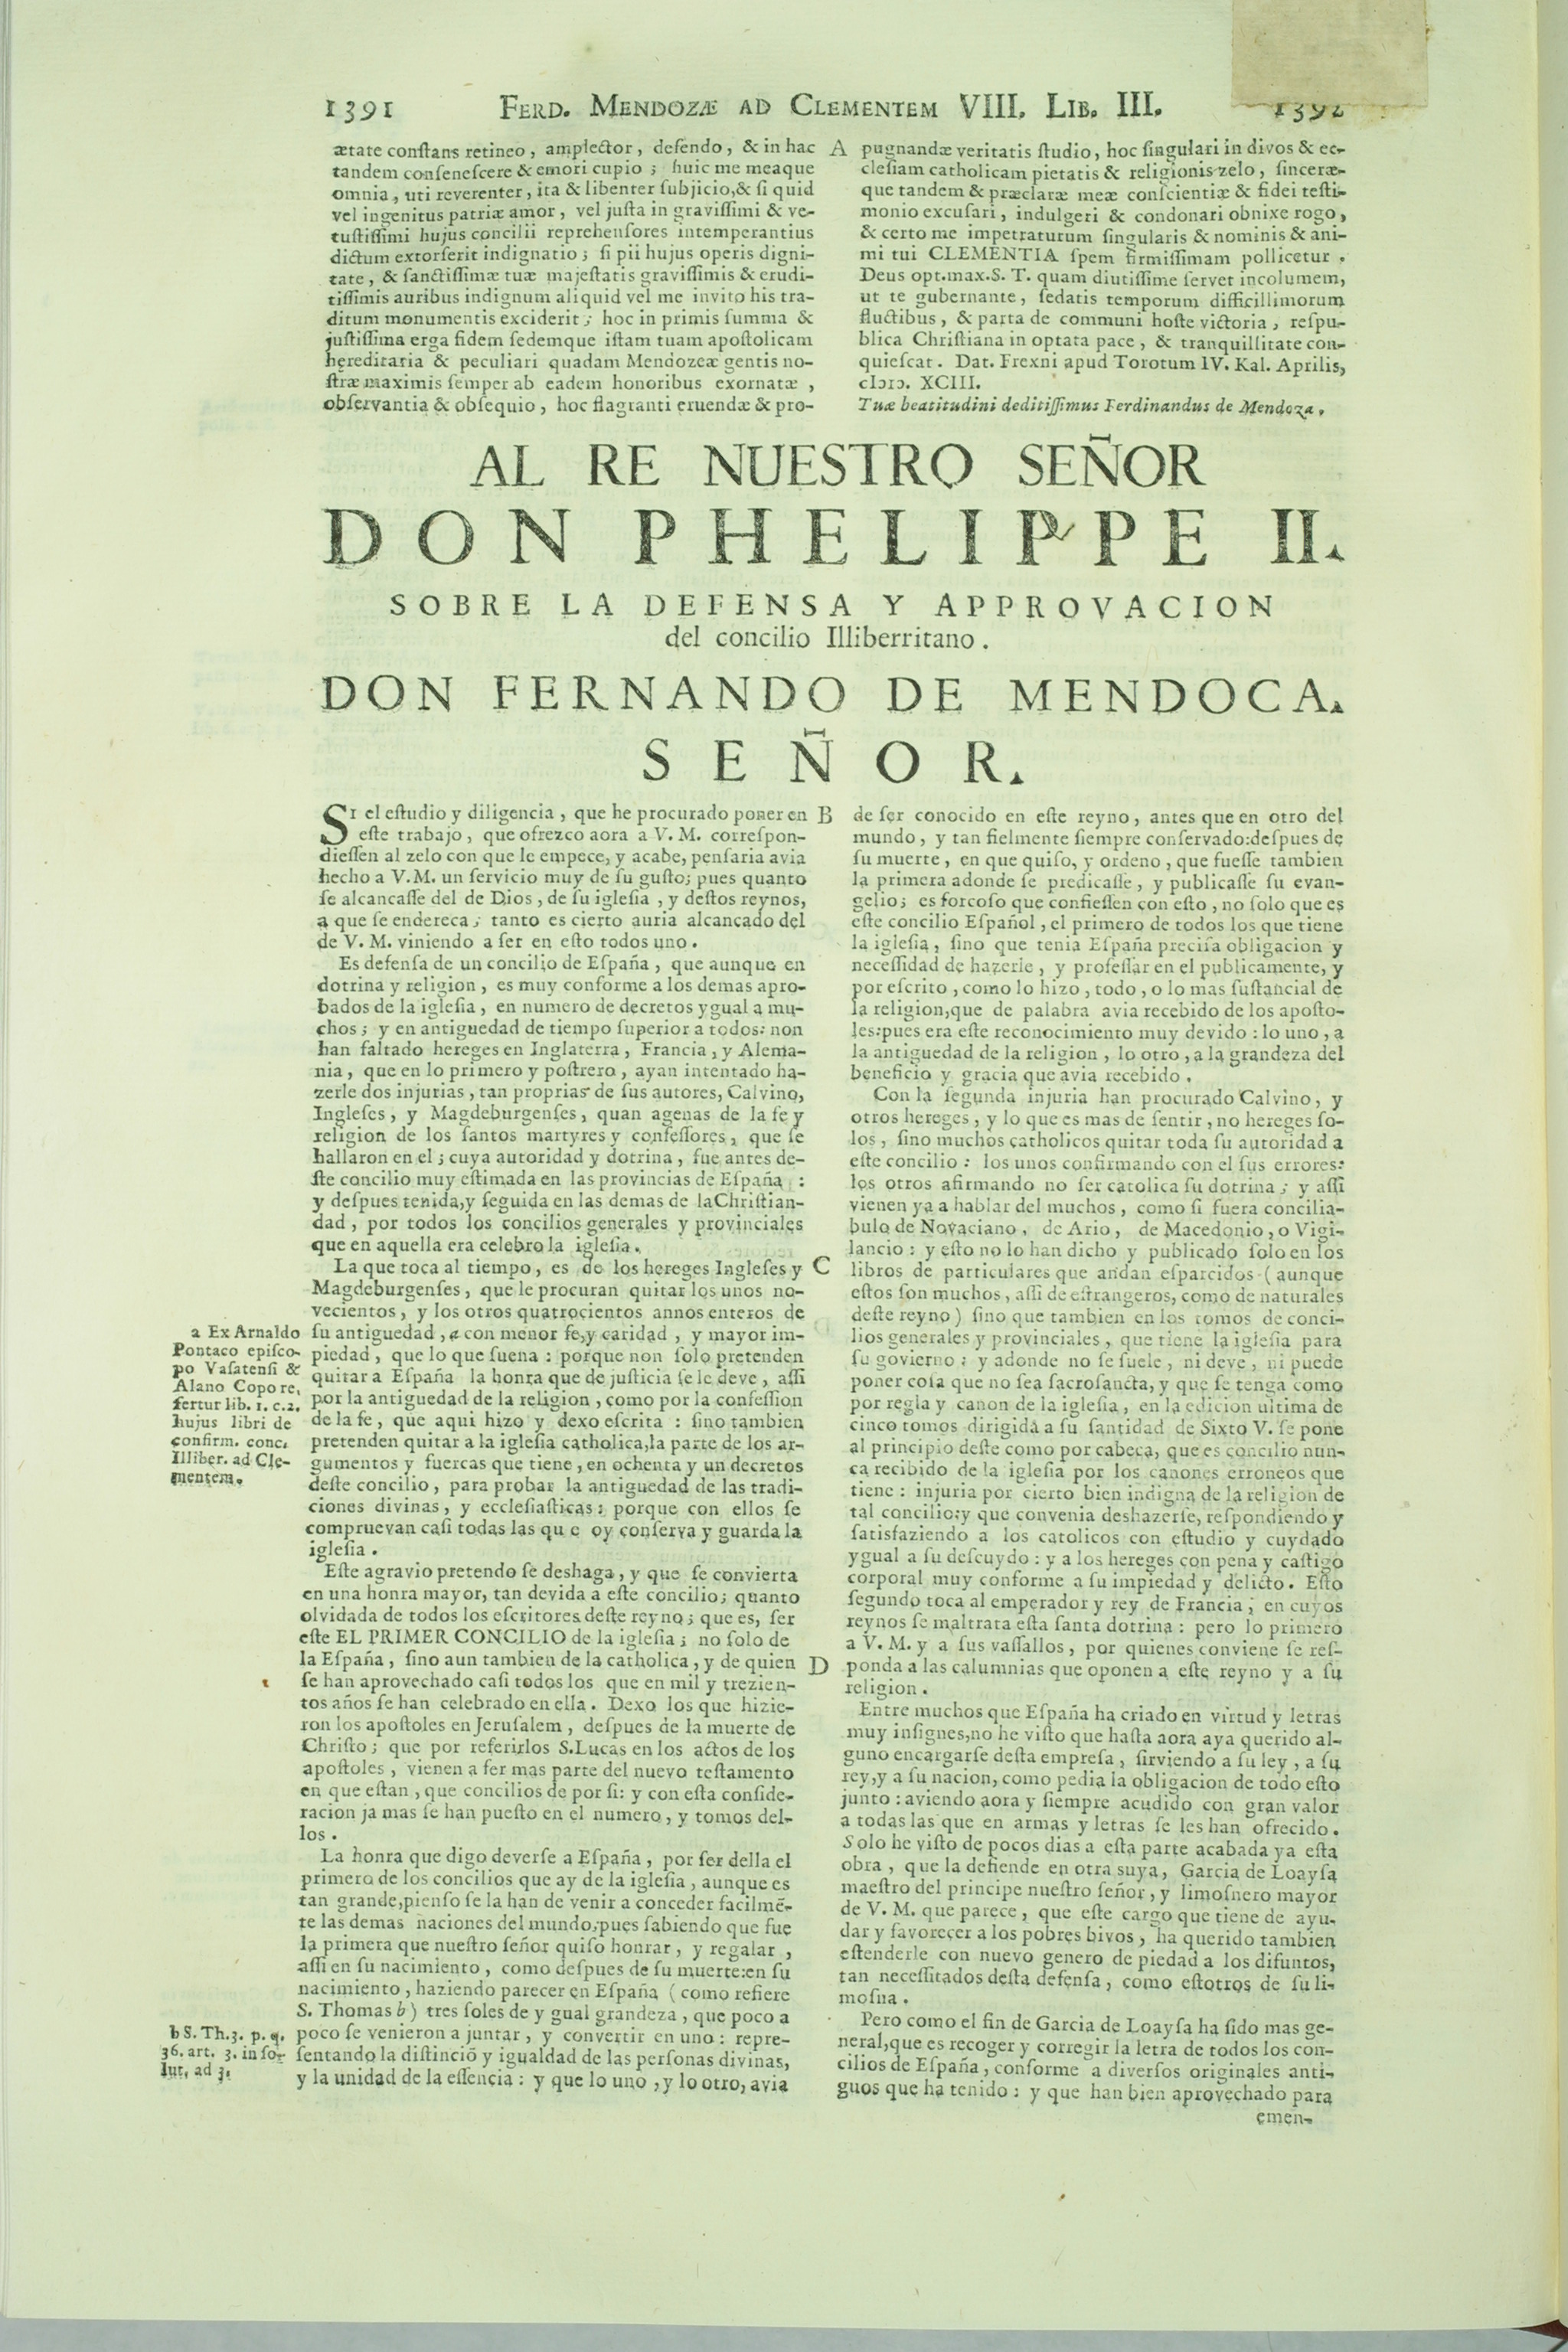 1391
FERD. MENDOZÆ AD CLEMENTEM VIII. LIB. III.
1392
ætate conſtans retineo, amplector, defendo, & in hac
tandem conſeneſcere & emori cupio; huic me meaque
omnia, uti reverenter, ita & libenter ſubjicio,& ſi quid
vel ingenitus patriæ amor, vel juſta in graviſſimi & ve-
tuſtiſſimi hujus concilii reprehenſores intemperantius
dictum extorſerit indignatio; ſi pii hujus operis digni-
tate, & ſanctiſſimæ tuæ majeſtatis graviſſimis & erudi-
tiſſimis auribus indignum aliquid vel me invito his tra-
ditum monumentis exciderit; hoc in primis ſumma &
juſtiſſima erga fidem ſedemque iſtam tuam apoſtolicam
hereditaria & peculiari quadam Mendozeæ gentis no-
ſtræ maximis ſemper ab eadem honoribus exornatæ,
obſervantia & obſequio, hoc flagranti eruendæ & pro-
A
pugnandæ veritatis ſtudio, hoc ſingulari in divos & ec-
cleſiam catholicam pietatis & religionis zelo, ſinceræ-
que tandem & præclaræ meæ conſcientiæ & fidei teſti-
monio excuſari, indulgeri & condonari obnixe rogo,
& certo me impetraturum ſingularis & nominis & ani-
mi tui CLEMENTIA ſpem firmiſſimam pollicetur.
Deus opt.max.S. T. quam diutiſſime ſervet incolumem,
ut te gubernante, ſedatis temporum difficillimorum
fluctibus, & parta de communi hoſte victoria, reſpu-
blica Chriſtiana in optata pace, & tranquillitate con-
quieſcat. Dat. Frexni apud Torotum IV. Kal. Aprilis,
cIɔIɔ. XCIII.
Tuæ beatitudini deditiſſimus Ferdinandus de Mendoza.
AL RE NUESTRO SEÑOR
DON PHELIPPE II.
SOBRE LA DEFENSA Y APPROVACION
del concilio Illiberritano.
DON FERNANDO DE MENDOCA.
SEÑOR.
SI el eſtudio y diligencia, que he procurado poner en
eſte trabajo, que ofrezco aora a V. M. correſpon-
dieſſen al zelo con que le empece, y acabe, penſaria avia
hecho a V.M. un ſervicio muy de ſu guſto; pues quanto
ſe alcancaſſe del de Dios, de ſu igleſia, y deſtos reynos,
a que ſe endereca; tanto es cierto auria alcancado del
de V. M. viniendo a ſer en eſto todos uno.
Es defenſa de un concilio de Eſpaña, que aunque en
dotrina y religion, es muy conforme a los demas apro-
bados de la igleſia, en numero de decretos ygual a mu-
chos; y en antiguedad de tiempo ſuperior a todos: non
han faltado hereges en Inglaterra, Francia, y Alema-
nia, que en lo primero y poſtrero, ayan intentado ha-
zerle dos injurias, tan proprias de ſus autores, Calvino,
Ingleſes, y Magdeburgenſes, quan agenas de la fe y
religion de los ſantos martyres y confeſſores, que ſe
hallaron en el; cuya autoridad y dotrina, fue antes de-
ſte concilio muy eſtimada en las provincias de Eſpaña:
y deſpues tenida,y ſeguida en las demas de laChriſtian-
dad, por todos los concilios generales y provinciales
que en aquella era celebro la igleſia.
La que toca al tiempo, es de los hereges Ingleſes y
Magdeburgenſes, que le procuran quitar los unos no-
vecientos, y los otros quatrocientos annos enteros de
ſu antiguedad, a con menor fe,y caridad, y mayor im-
piedad, que lo que ſuena: porque non ſolo pretenden
quitar a Eſpaña la honra que de juſticia ſe le deve, aſſi
por la antiguedad de la religion, como por la confeſſion
de la fe, que aqui hizo y dexo eſcrita: ſino tambien
pretenden quitar a la igleſia catholica,la parte de los ar-
gumentos y fuercas que tiene, en ochenta y un decretos
deſte concilio, para probar la antiguedad de las tradi-
ciones divinas, y eccleſiaſticas: porque con ellos ſe
compruevan caſi todas las qu e oy conſerva y guarda la
igleſia.
Eſte agravio pretendo ſe deshaga, y que ſe convierta
en una honra mayor, tan devida a eſte concilio; quanto
olvidada de todos los eſcritores deſte reyno; que es, ſer
eſte EL PRIMER CONCILIO de la igleſia; no ſolo de
la Eſpaña, ſino aun tambien de la catholica, y de quien
ſe han aprovechado caſi todos los que en mil y trezien-
tos años ſe han celebrado en ella. Dexo los que hizie-
ron los apoſtoles en Jeruſalem, deſpues de la muerte de
Chriſto; que por referirlos S.Lucas en los actos de los
apoſtoles, vienen a ſer mas parte del nuevo teſtamento
en que eſtan, que concilios de por ſi: y con eſta conſide-
racion ja mas ſe han pueſto en el numero, y tomos del-
los.
La honra que digo deverſe a Eſpaña, por ſer della el
primero de los concilios que ay de la igleſia, aunque es
tan grande,pienſo ſe la han de venir a conceder facilmẽ-
te las demas naciones del mundo,pues ſabiendo que fue
la primera que nueſtro ſeñor quiſo honrar, y regalar,
aſſi en ſu nacimiento, como deſpues de ſu muerte:en ſu
nacimiento, haziendo parecer en Eſpaña (como refiere
S. Thomas b) tres ſoles de y gual grandeza, que poco a
poco ſe venieron a juntar, y convertir en uno: repre-
ſentando la diſtinciõ y igualdad de las perſonas divinas,
y la unidad de la eſſencia: y que lo uno, y lo otro, avia
a Ex Arnaldo
Pontaco epiſco-
po Vaſatenſi &
Alano Copo re,
fertur lib. 1. c.2.
hujus libri de
confirm. conc.
Illiber. ad Cle-
mentem.
b S. Th.3. p. q.
36. art. 3. in ſo-
lut. ad 3.
B
C
D
de ſer conocido en eſte reyno, antes que en otro del
mundo, y tan fielmente ſiempre conſervado:deſpues de
ſu muerte, en que quiſo, y ordeno, que fueſſe tambien
la primera adonde ſe predicaſſe, y publicaſſe ſu evan-
gelio; es forcoſo que confieſſen con eſto, no ſolo que es
eſte concilio Eſpañol, el primero de todos los que tiene
la igleſia, ſino que tenia Eſpaña preciſa obligacion y
neceſſidad de hazerle, y profeſſar en el publicamente, y
por eſcrito, como lo hizo, todo, o lo mas ſuſtancial de
la religion,que de palabra avia recebido de los apoſto-
les:pues era eſte reconocimiento muy devido: lo uno, a
la antiguedad de la religion, lo otro, a la grandeza del
beneficio y gracia que avia recebido.
Con la ſegunda injuria han procurado Calvino, y
otros hereges, y lo que es mas de ſentir, no hereges ſo-
los, ſino muchos catholicos quitar toda ſu autoridad a
eſte concilio: los unos confirmando con el ſus errores:
los otros afirmando no ſer catolica ſu dotrina; y aſſi
vienen ya a hablar del muchos, como ſi fuera concilia-
bulo de Novaciano, de Ario, de Macedonio, o Vigi-
lancio: y eſto no lo han dicho y publicado ſolo en los
libros de particulares que andan eſparcidos (aunque
eſtos ſon muchos, aſſi de eſtrangeros, como de naturales
deſte reyno) ſino que tambien en los tomos de conci-
lios generales y provinciales, que tiene la igleſia para
ſu govierno: y adonde no ſe ſuele, ni deve, ni puede
poner coſa que no ſea ſacroſancta, y que ſe tenga como
por regla y canon de la igleſia, en la edicion ultima de
cinco tomos dirigida a ſu ſantidad de Sixto V. ſe pone
al principio deſte como por cabeca, que es concilio nun-
ca recibido de la igleſia por los canones erroneos que
tiene: injuria por cierto bien indigna de la religion de
tal concilio:y que convenia deshazerſe, reſpondiendo y
ſatisfaziendo a los catolicos con eſtudio y cuydado
ygual a ſu deſcuydo: y a los hereges con pena y caſtigo
corporal muy conforme a ſu impiedad y delicto. Eſto
ſegundo toca al emperador y rey de Francia, en cuyos
reynos ſe maltrata eſta ſanta dotrina: pero lo primero
a V. M. y a ſus vaſſallos, por quienes conviene ſe reſ-
ponda a las calumnias que oponen a eſte reyno y a ſu
religion.
Entre muchos que Eſpaña ha criado en virtud y letras
muy inſignes,no he viſto que haſta aora aya querido al-
guno encargarſe deſta empreſa, ſirviendo a ſu ley, a ſu
rey,y a ſu nacion, como pedia la obligacion de todo eſto
junto: aviendo aora y ſiempre acudido con gran valor
a todas las que en armas y letras ſe les han ofrecido.
Solo he viſto de pocos dias a eſta parte acabada ya eſta
obra, que la defiende en otra suya, Garcia de Loayſa
maeſtro del principe nueſtro ſeñor, y limoſnero mayor
de V. M. que parece, que eſte cargo que tiene de ayu-
dar y favorecer a los pobres bivos, ha querido tambien
eſtenderle con nuevo genero de piedad a los difuntos,
tan neceſſitados deſta defenſa, como eſtotros de ſu li-
moſna.
Pero como el fin de Garcia de Loayſa ha ſido mas ge-
neral,que es recoger y corregir la letra de todos los con-
cilios de Eſpaña, conforme a diverſos originales anti-
guos que ha tenido: y que han bien aprovechado para
emen-